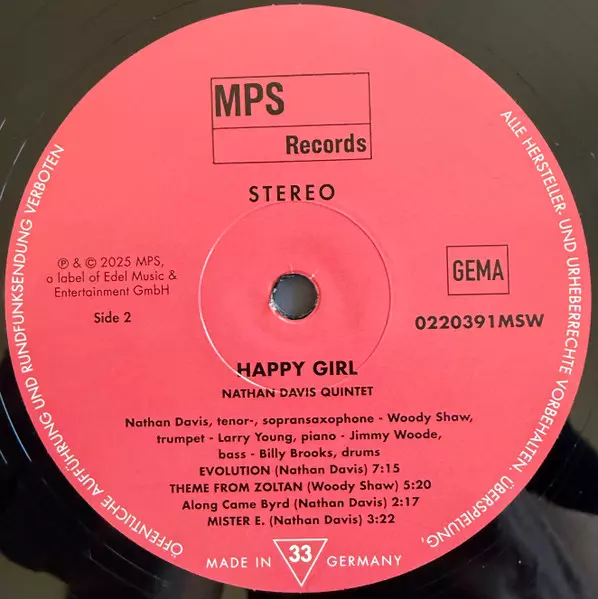 MPS
Records
STEREO
℗ & © 2025 MPS,
a label of Edel Music &
Entertainment GmbH
Side 2
GEMA
0220391MSW
HAPPY GIRL
NATHAN DAVIS QUINTET
Nathan Davis, tenor-, sopransaxophone - Woody Shaw,
trumpet - Larry Young, piano - Jimmy Woode,
bass - Billy Brooks, drums
EVOLUTION (Nathan Davis) 7:15
THEME FROM ZOLTAN (Woody Shaw) 5:20
Along Came Byrd (Nathan Davis) 2:17
MISTER E. (Nathan Davis) 3:22
MADE IN 33 GERMANY
ALLE HERSTELLER- UND URHEBERRECHTE VORBEHALTEN. ÜBERSPIELUNG,
ÖFFENTLICHE AUFFÜHRUNG UND RUNDFUNKSENDUNG VERBOTEN